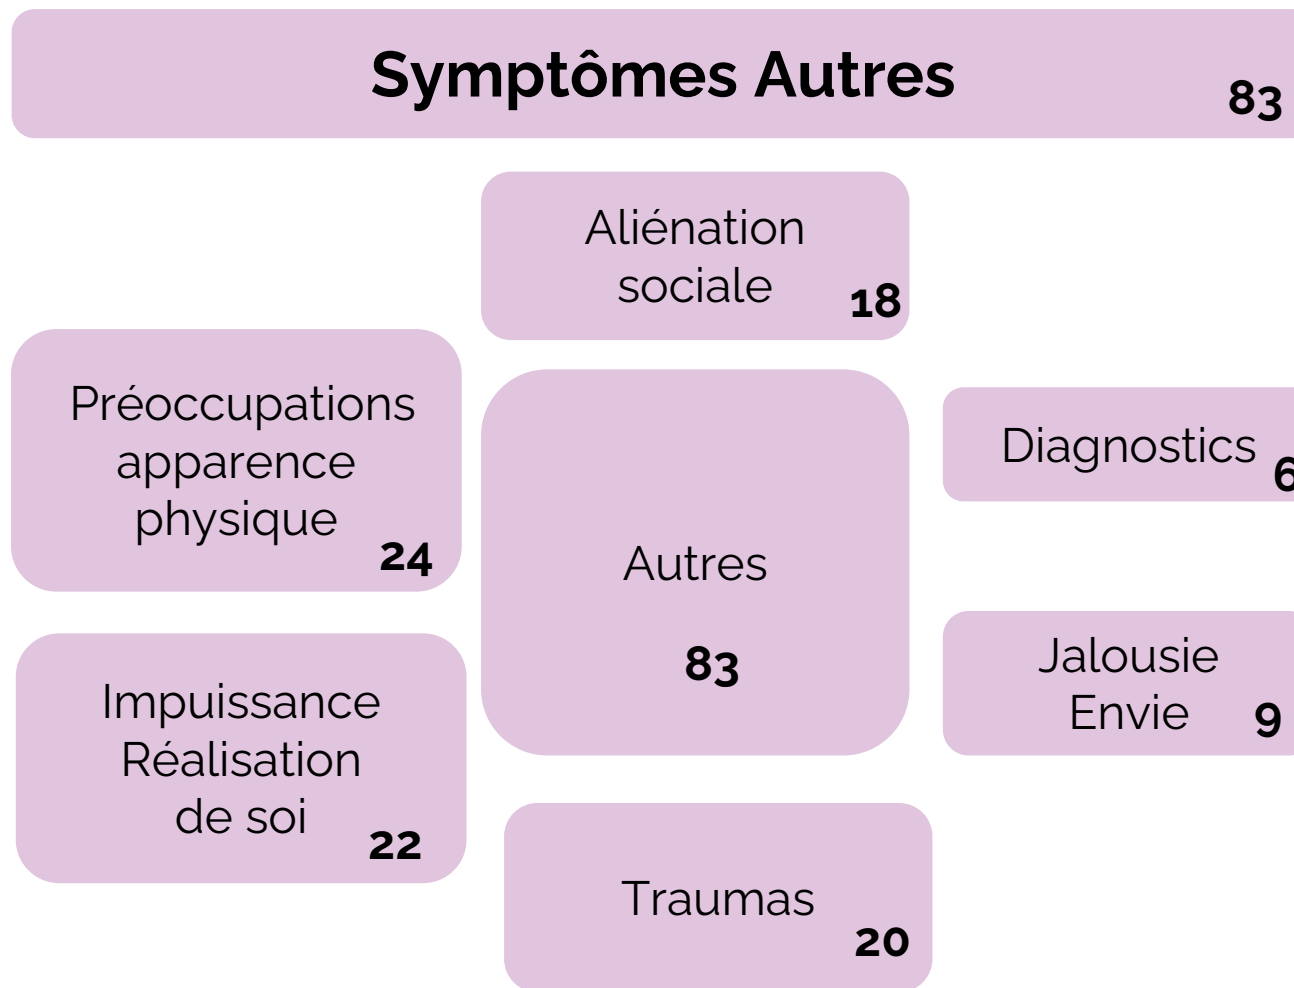 Symptômes Autres
83
Aliénation
sociale
18
Préoccupations
apparence
physique
24
Autres
83
Diagnostics
6
Impuissance
Réalisation
de soi
22
Jalousie
Envie
9
Traumas
20